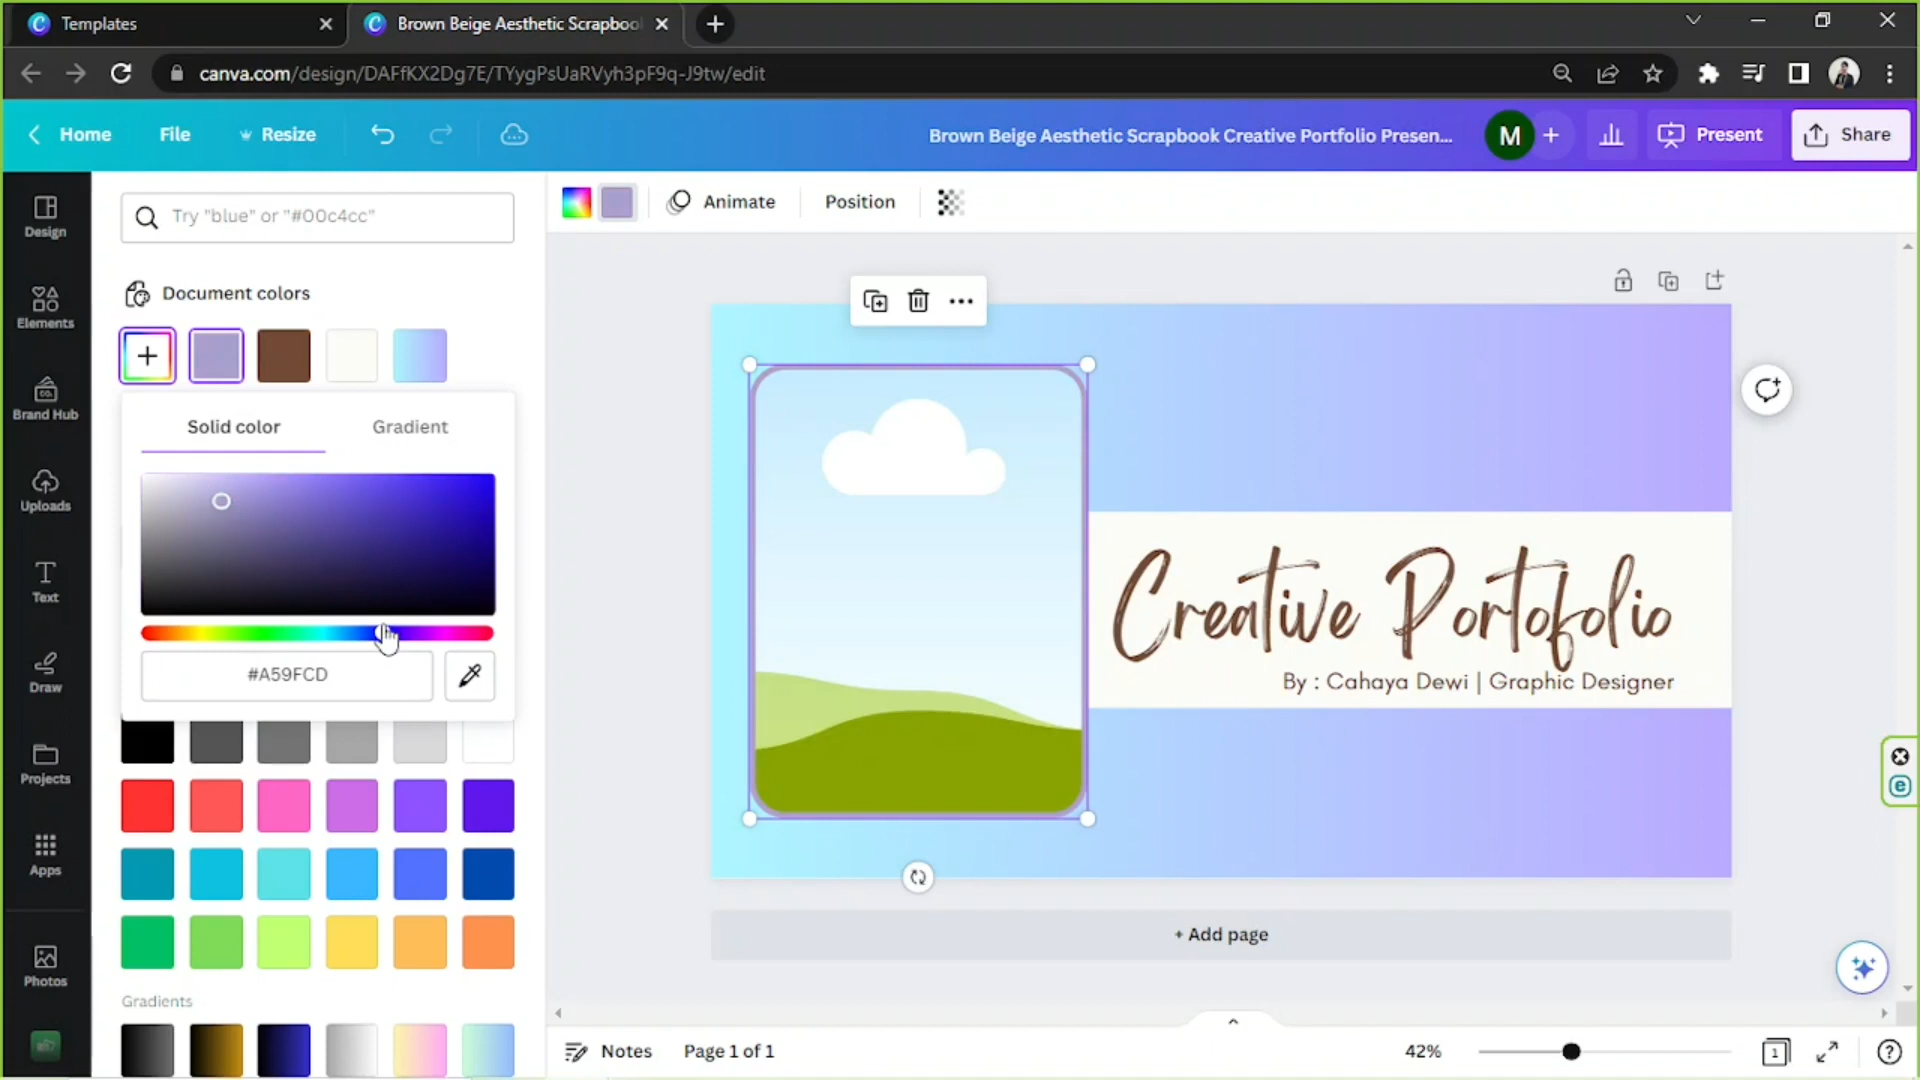 Templates
Brown Beige Aesthetic Scrapboo
canva.com/design/DAFfKX2Dg7E/TYygPsUaRVyh3pF9q-J9tw/edit
Home
File
Resize
Brown Beige Aesthetic Scrapbook Creative Portfolio Presen...
M
Present
Share
Design
Elements
Brand Hub
Uploads
Text
Draw
Projects
Apps
Photos
Try "blue" or "#00c4cc"
Document colors
Solid color
Gradient
#A59FCD
Gradients
Animate
Position
Creative Portofolio
By : Cahaya Dewi | Graphic Designer
+ Add page
Notes
Page 1 of 1
42%
1